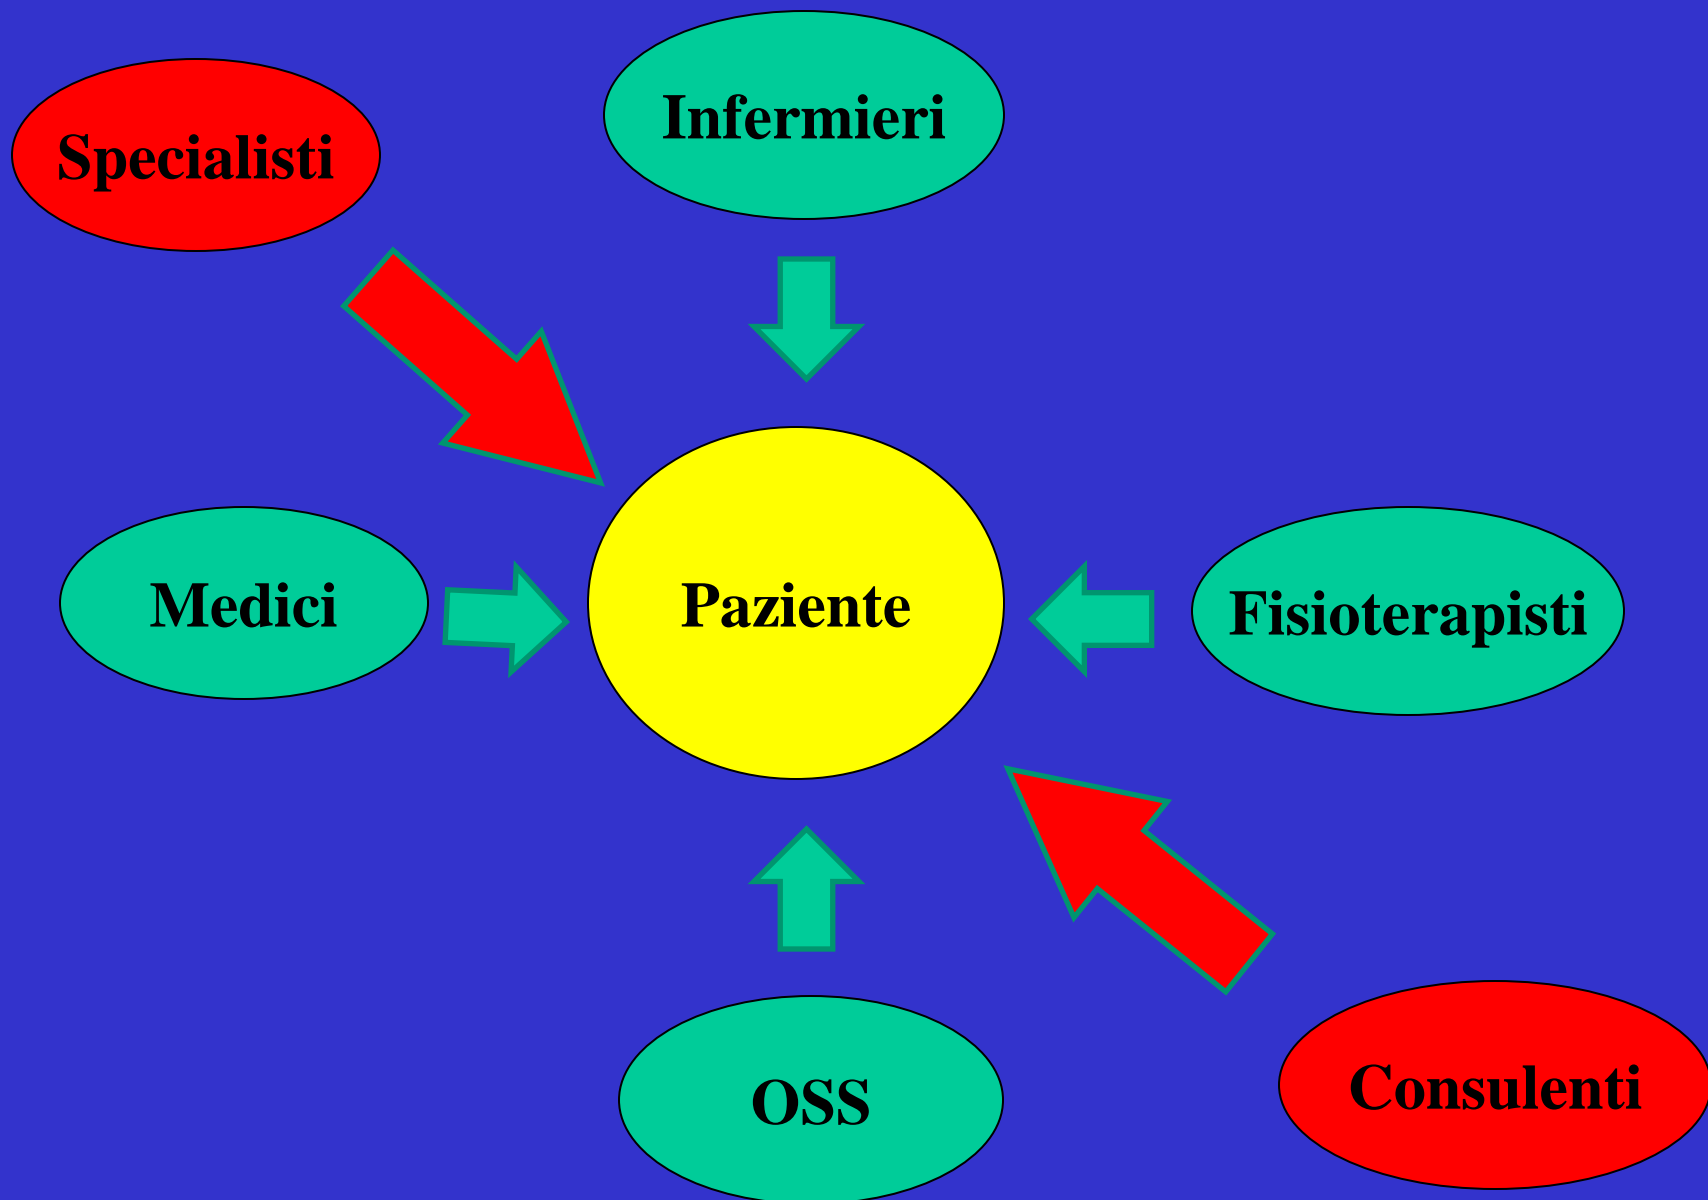 Infermieri
Specialisti
Medici
Paziente
Fisioterapisti
OSS
Consulenti